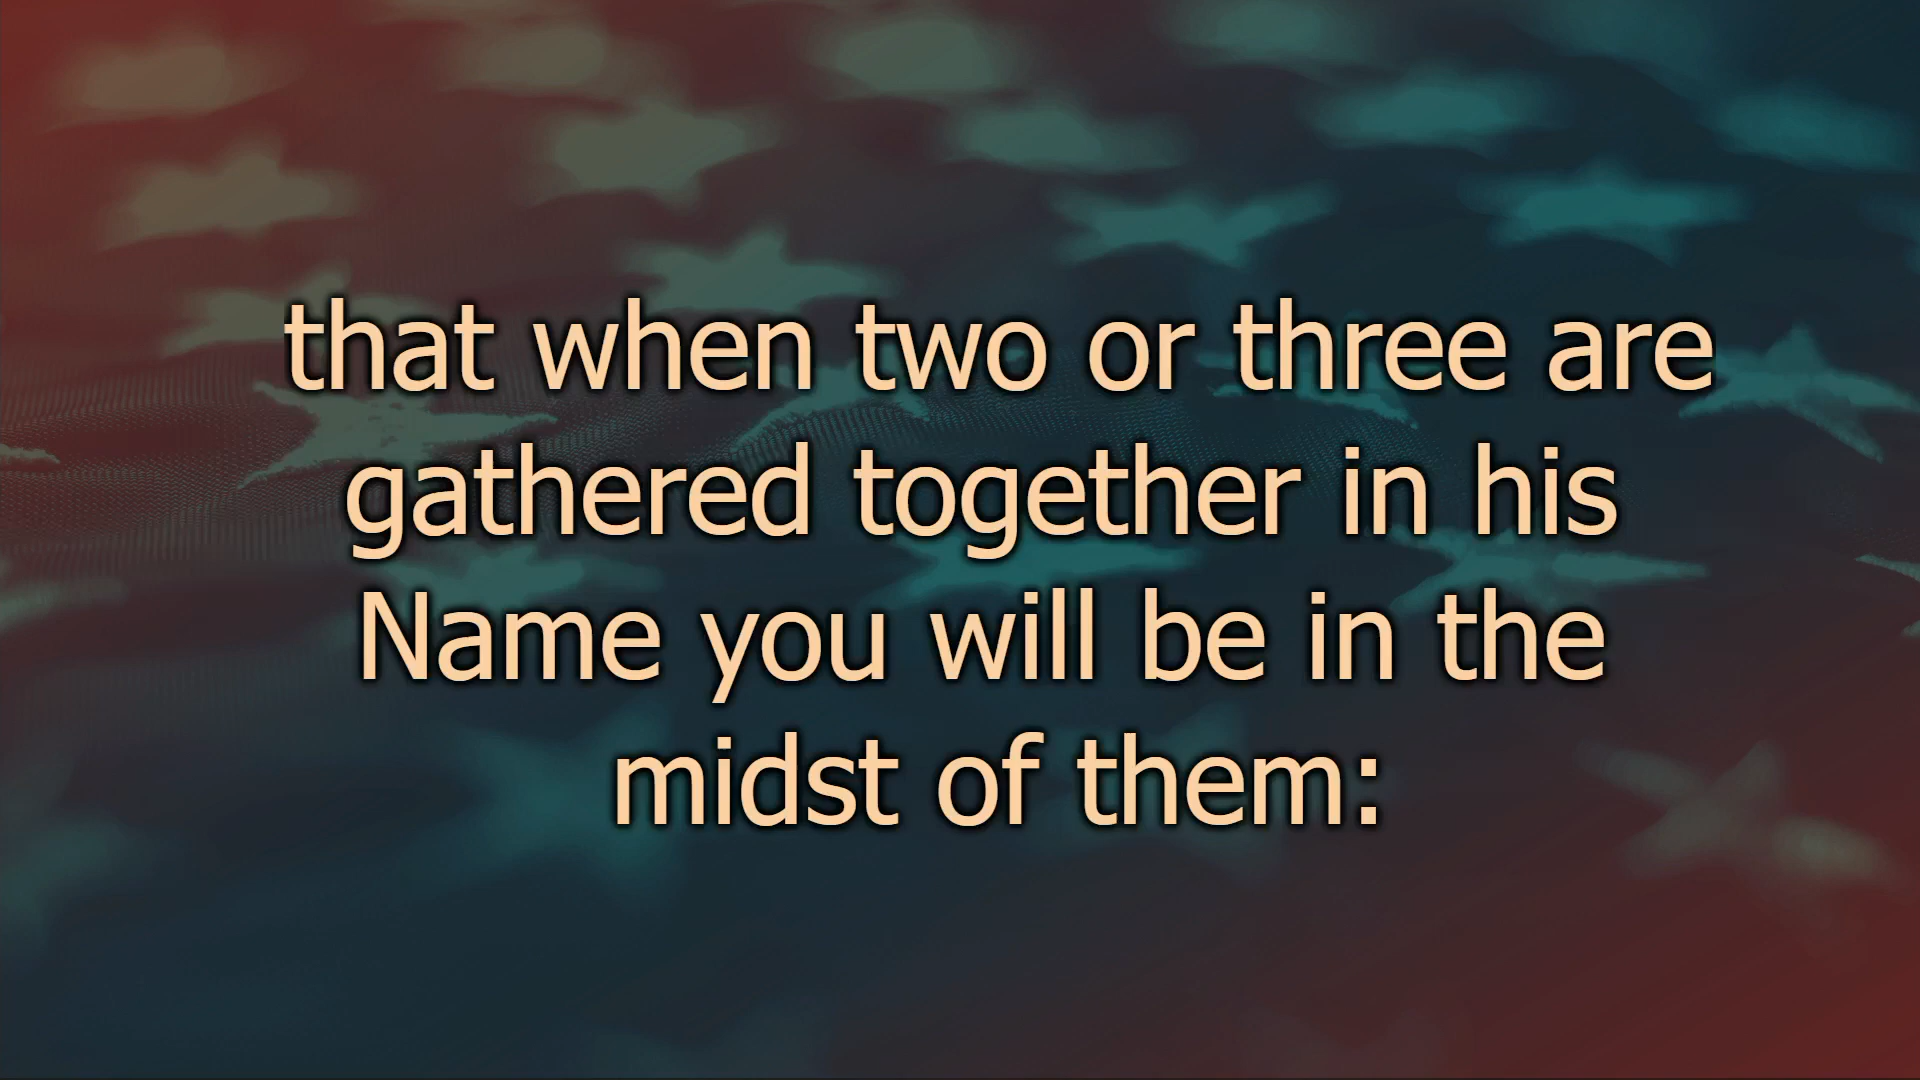 that when two or three are
gathered together in his
Name you will be in the
midst of them: